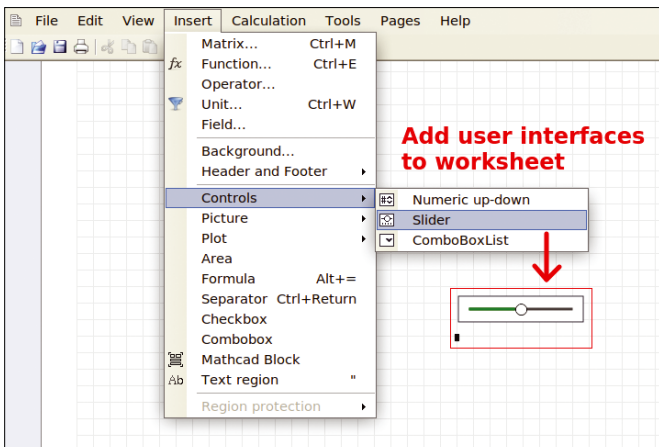 File Edit View Insert Calculation Tools Pages Help
Matrix... Ctrl+M
fx Function... Ctrl+E
Operator...
Unit... Ctrl+W
Field...
Background...
Header and Footer
Controls
Picture
Plot
Area
Formula Alt+=
Separator Ctrl+Return
Checkbox
Combobox
Mathcad Block
Ab Text region "
Region protection
Add user interfaces
to worksheet
Numeric up-down
Slider
ComboBoxList